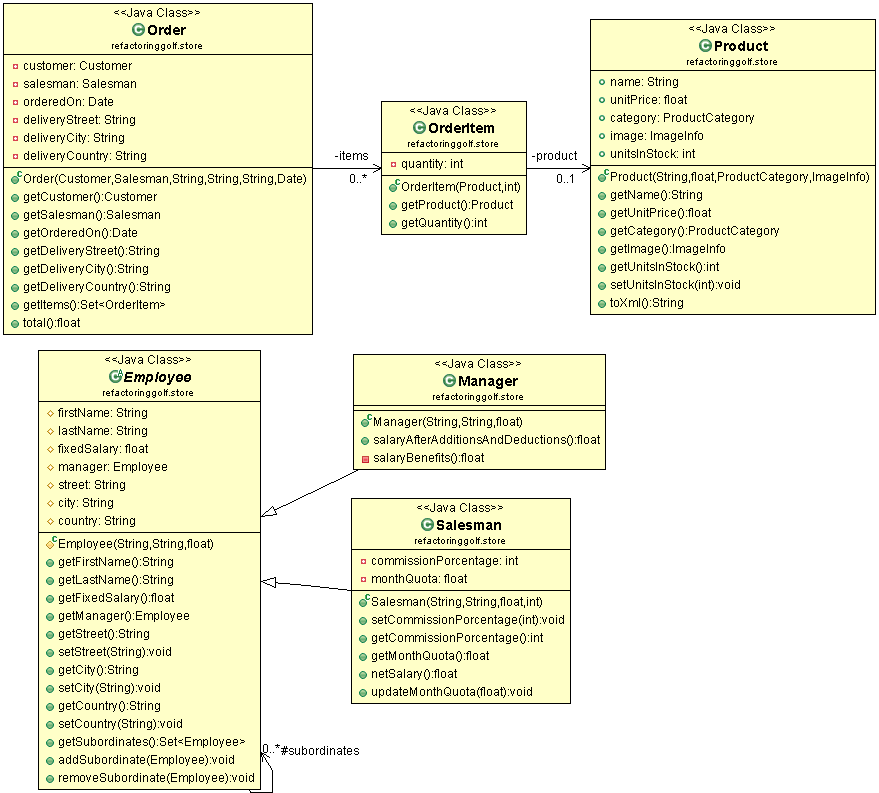 <<Java Class>>
Order
refactoringgolf.store
customer: Customer
salesman: Salesman
orderedOn: Date
deliveryStreet: String
deliveryCity: String
deliveryCountry: String
Order(Customer,Salesman,String,String,String,Date)
getCustomer():Customer
getSalesman():Salesman
getOrderedOn():Date
getDeliveryStreet():String
getDeliveryCity():String
getDeliveryCountry():String
getItems():Set<OrderItem>
total():float
-items
0..*
<<Java Class>>
OrderItem
refactoringgolf.store
quantity: int
OrderItem(Product,int)
getProduct():Product
getQuantity():int
-product
0..1
<<Java Class>>
Product
refactoringgolf.store
name: String
unitPrice: float
category: ProductCategory
image: ImageInfo
unitsInStock: int
Product(String,float,ProductCategory,ImageInfo)
getName():String
getUnitPrice():float
getCategory():ProductCategory
getImage():ImageInfo
getUnitsInStock():int
setUnitsInStock(int):void
toXml():String
<<Java Class>>
Employee
refactoringgolf.store
firstName: String
lastName: String
fixedSalary: float
manager: Employee
street: String
city: String
country: String
Employee(String,String,float)
getFirstName():String
getLastName():String
getFixedSalary():float
getManager():Employee
getStreet():String
setStreet(String):void
getCity():String
setCity(String):void
getCountry():String
setCountry(String):void
getSubordinates():Set<Employee>
addSubordinate(Employee):void
removeSubordinate(Employee):void
0..*
#subordinates
<<Java Class>>
Manager
refactoringgolf.store
Manager(String,String,float)
salaryAfterAdditionsAndDeductions():float
salaryBenefits():float
<<Java Class>>
Salesman
refactoringgolf.store
commissionPorcentage: int
monthQuota: float
Salesman(String,String,float,int)
setCommissionPorcentage(int):void
getCommissionPorcentage():int
getMonthQuota():float
netSalary():float
updateMonthQuota(float):void